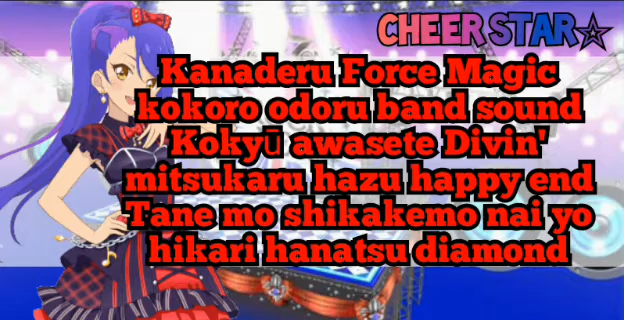 CHEER STAR☆
Kanaderu Force Magic
kokoro odoru band sound
Kokyū awasete Divin'
mitsukaru hazu happy end
Tane mo shikakemo nai yo
hikari hanatsu diamond